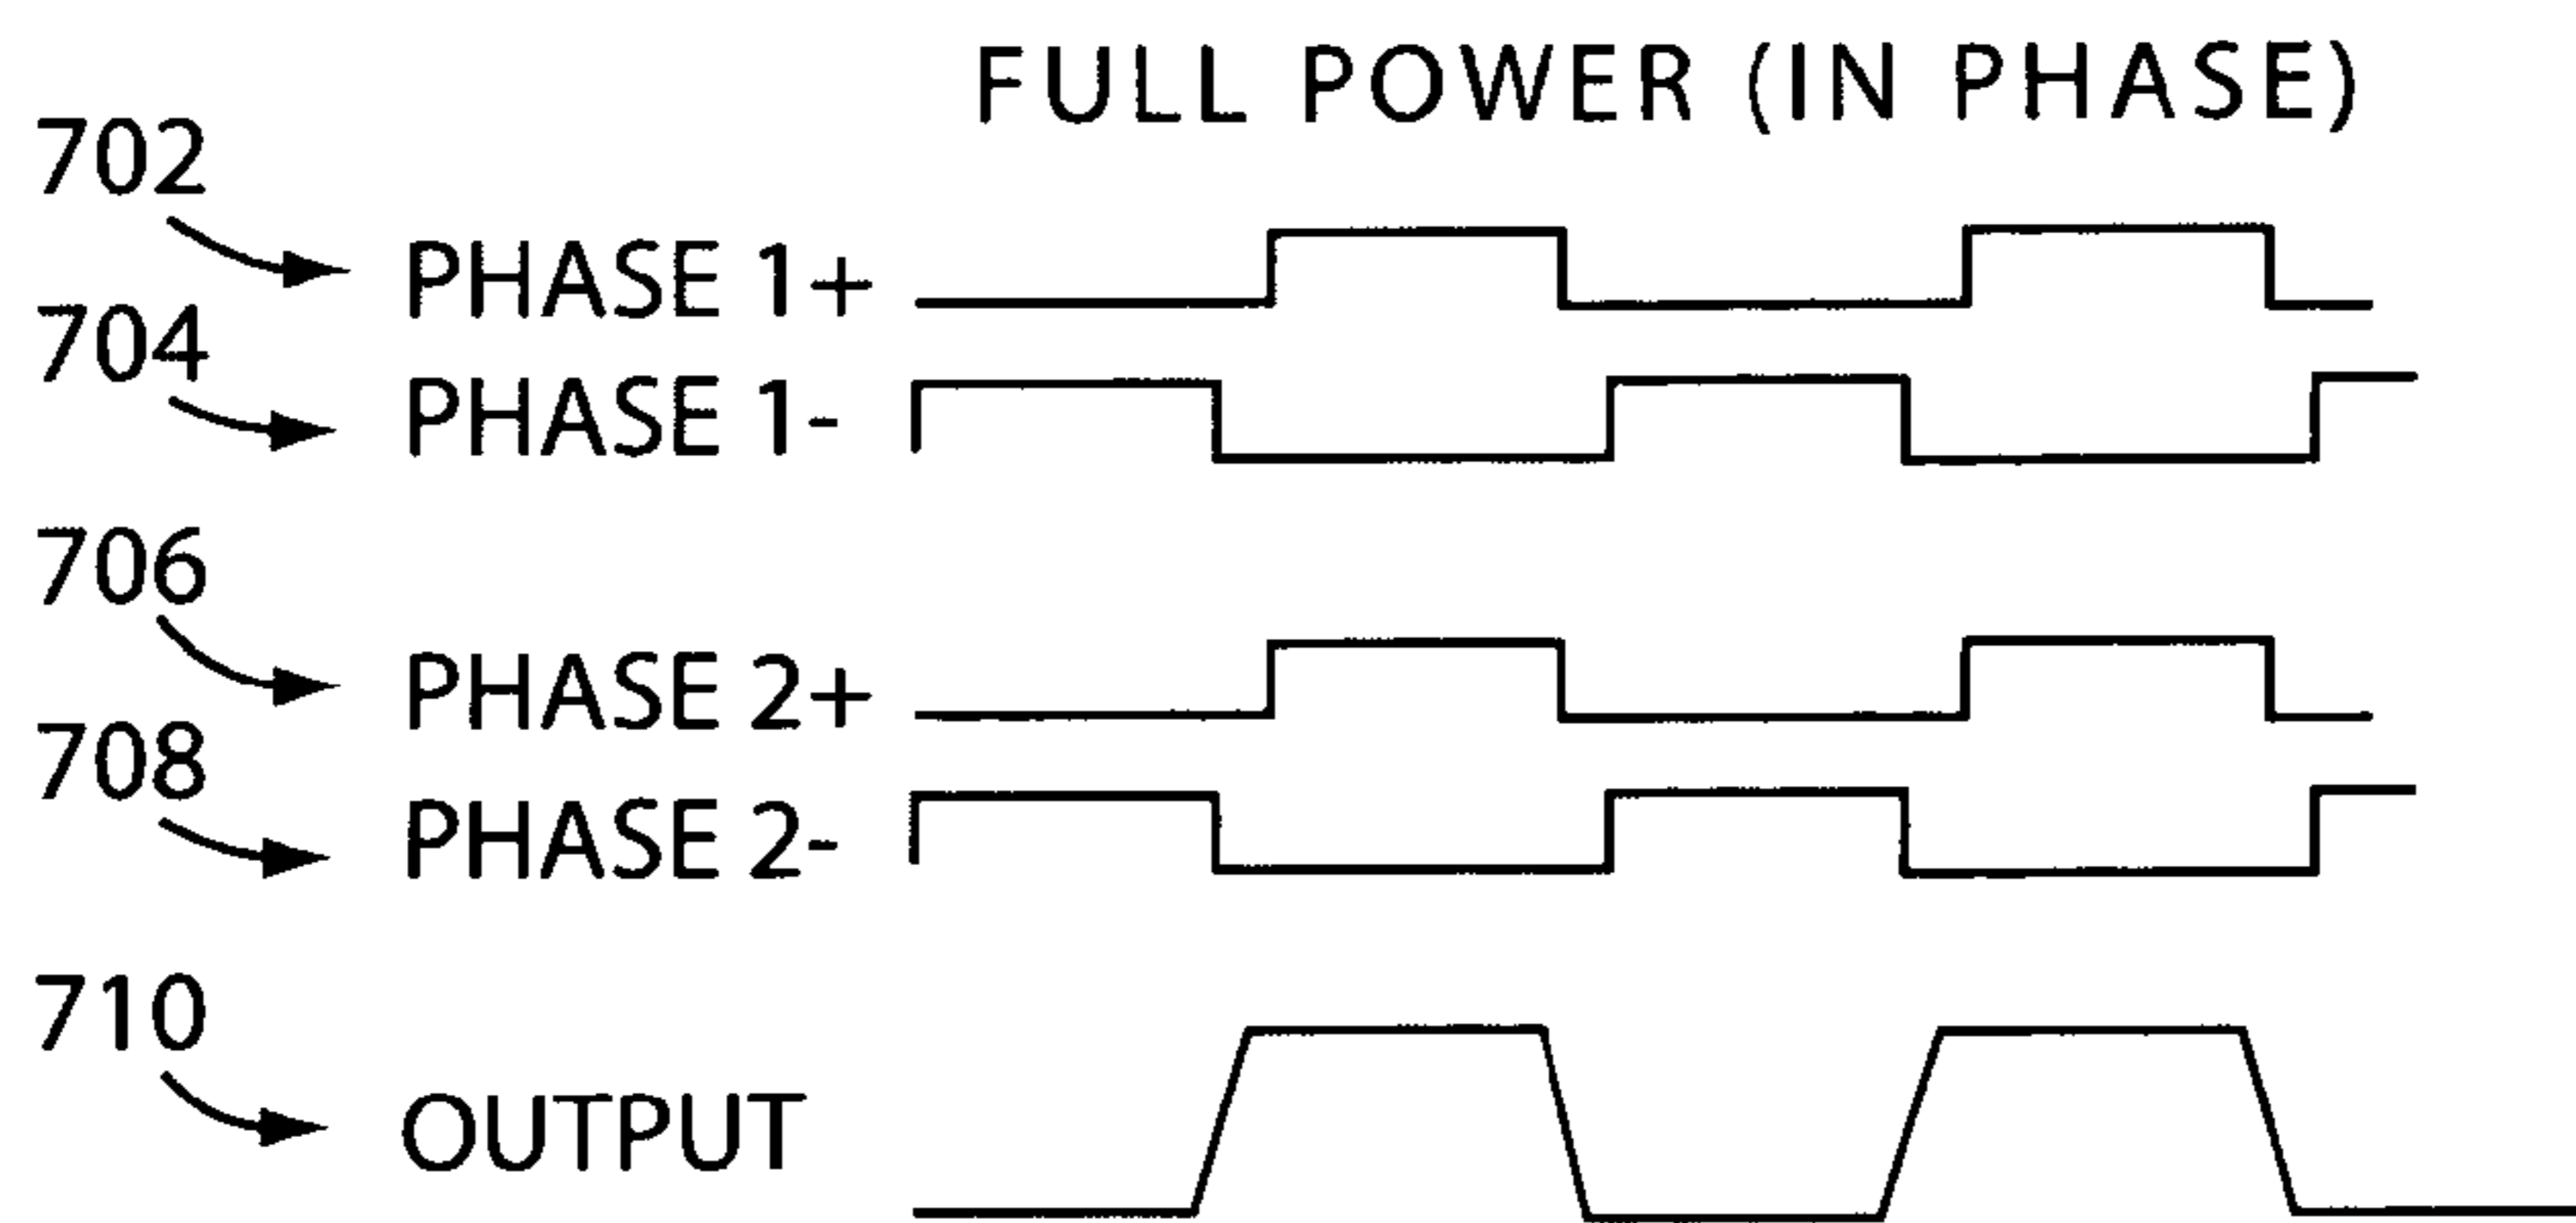 FULL POWER (IN PHASE)
702
PHASE 1+
704
PHASE 1-
706
PHASE 2+
708
PHASE 2-
710
OUTPUT